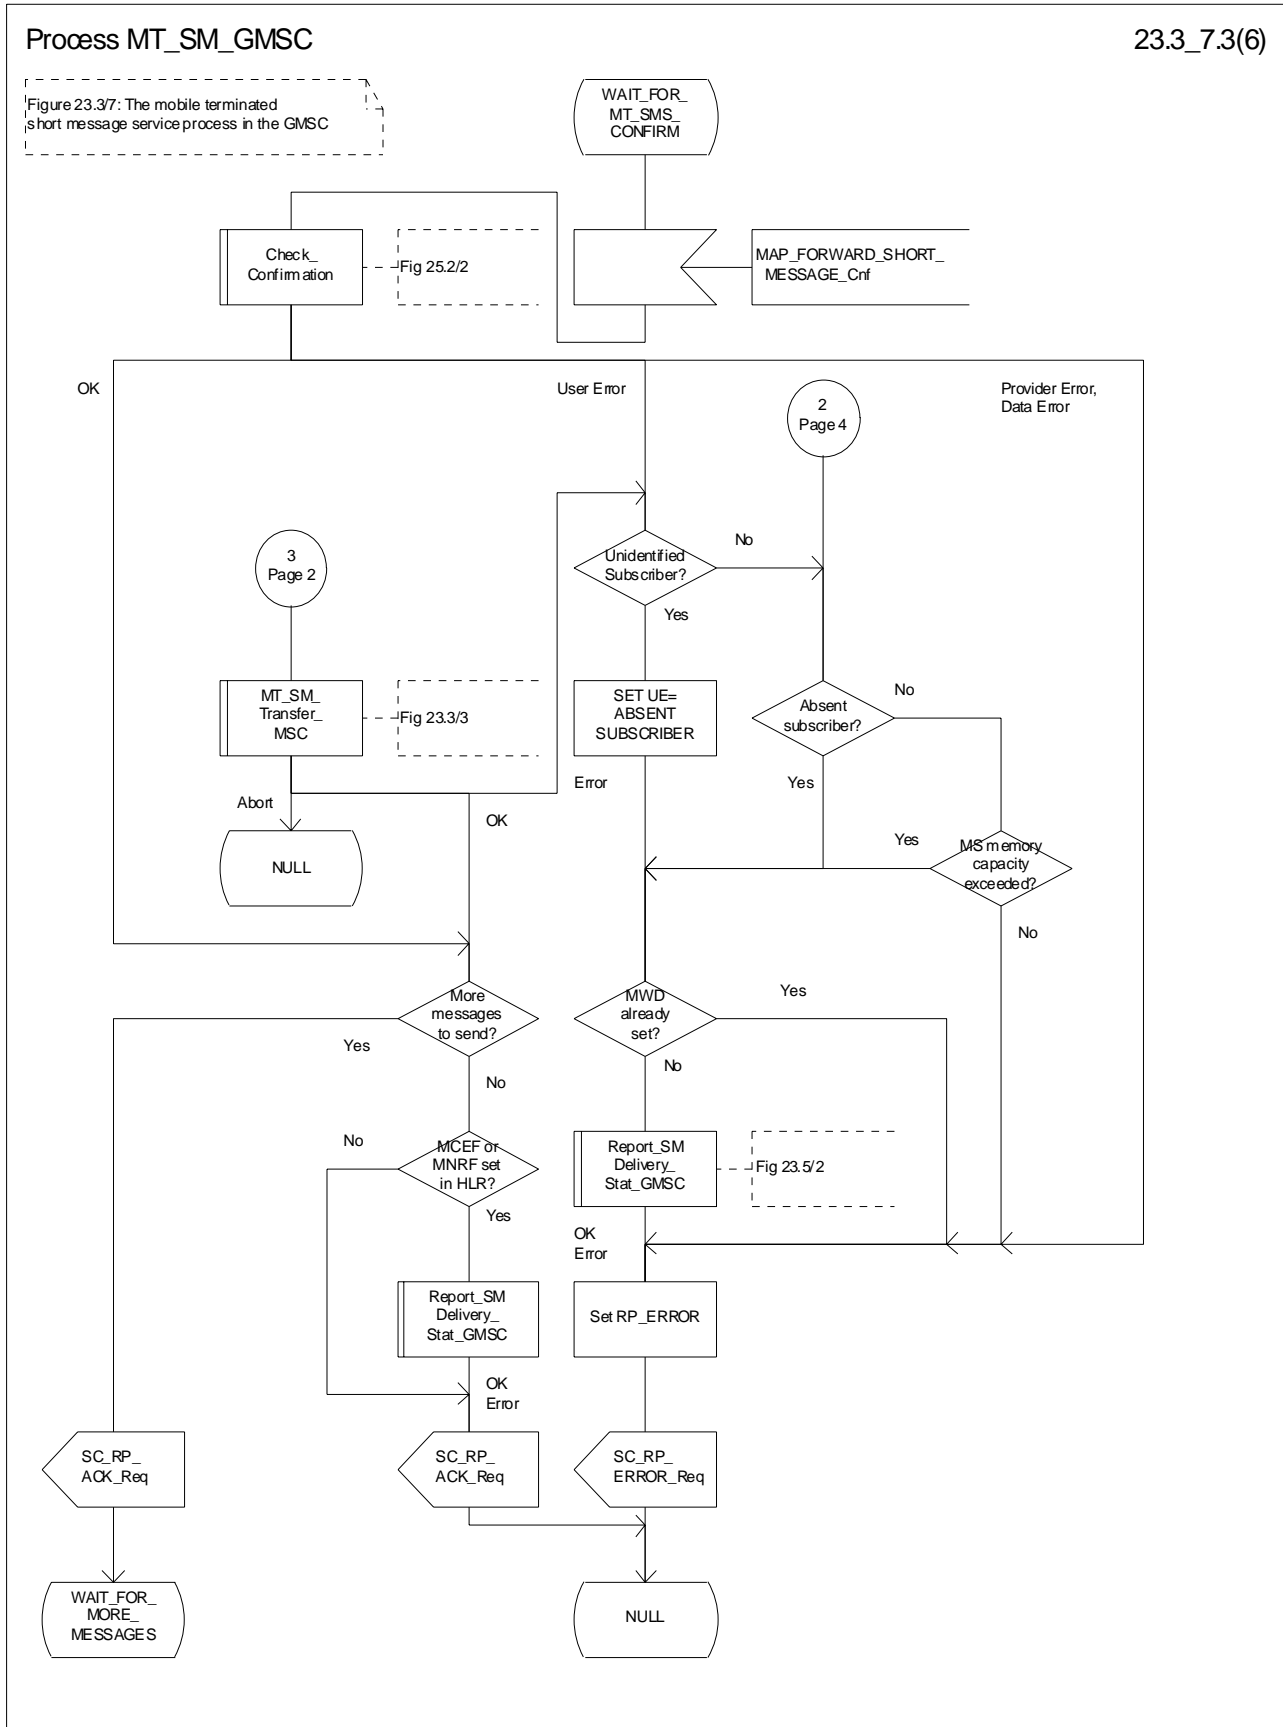 Process MT_SM_GMSC
23.3_7.3(6)
Figure 23.3/7: The mobile terminated
short message service process in the GMSC
WAIT_FOR_
MT_SMS_
CONFIRM
Check_
Confirmation
Fig 25.2/2
MAP_FORWARD_SHORT_
MESSAGE_Cnf
OK
User Error
2
Page 4
Provider Error,
Data Error
3
Page 2
Unidentified
Subscriber?
No
Yes
MT_SM_
Transfer_
MSC
Fig 23.3/3
SET UE=
ABSENT
SUBSCRIBER
Absent
subscriber?
No
Error
Yes
Abort
OK
NULL
Yes
MS memory
capacity
exceeded?
No
More
messages
to send?
Yes
No
MWD
already
set?
Yes
No
No
MCEF or
MNRF set
in HLR?
Yes
Report_SM
Delivery_
Stat_GMSC
Fig 23.5/2
OK
Error
Report_SM
Delivery_
Stat_GMSC
Set RP_ERROR
OK
Error
SC_RP_
ACK_Req
SC_RP_
ACK_Req
SC_RP_
ERROR_Req
WAIT_FOR_
MORE_
MESSAGES
NULL